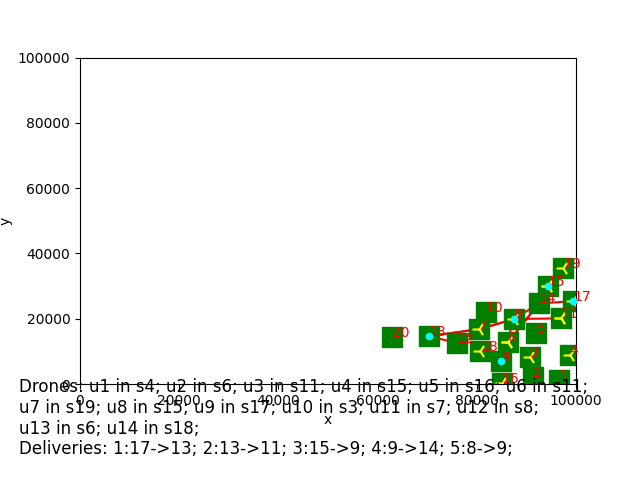 100000
80000
60000
40000
20000
0
y
19
15
17
14
10
11
13
20
18
16
Drones: u1 in s4; u2 in s6; u3 in s11; u4 in s15; u5 in s16; u6 in s11;
0 20000 40000 60000 80000 100000
u7 in s19; u8 in s15; u9 in s17; u10 in s3; u11 in s7; u12 in s8;
x
u13 in s6; u14 in s18;
Deliveries: 1:17->13; 2:13->11; 3:15->9; 4:9->14; 5:8->9;